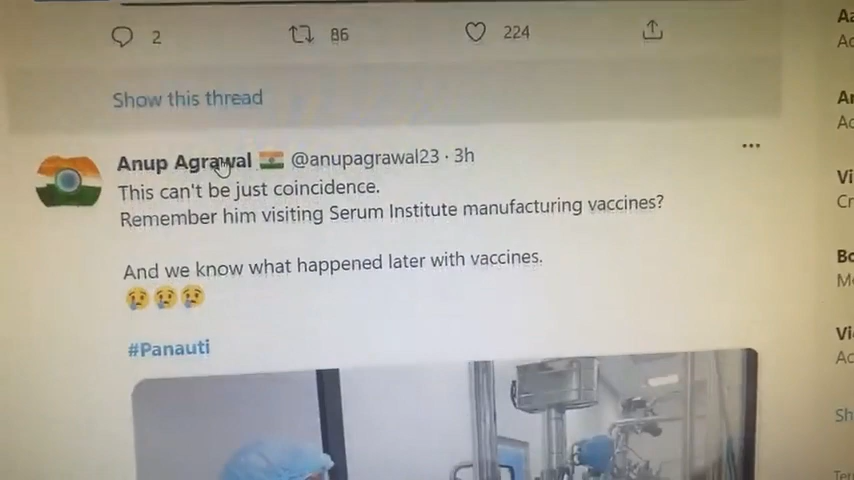 2 86 224
Show this thread
Anup Agrawal @anupagrawal23 · 3h
This can't be just coincidence.
Remember him visiting Serum Institute manufacturing vaccines?
And we know what happened later with vaccines.
#Panauti